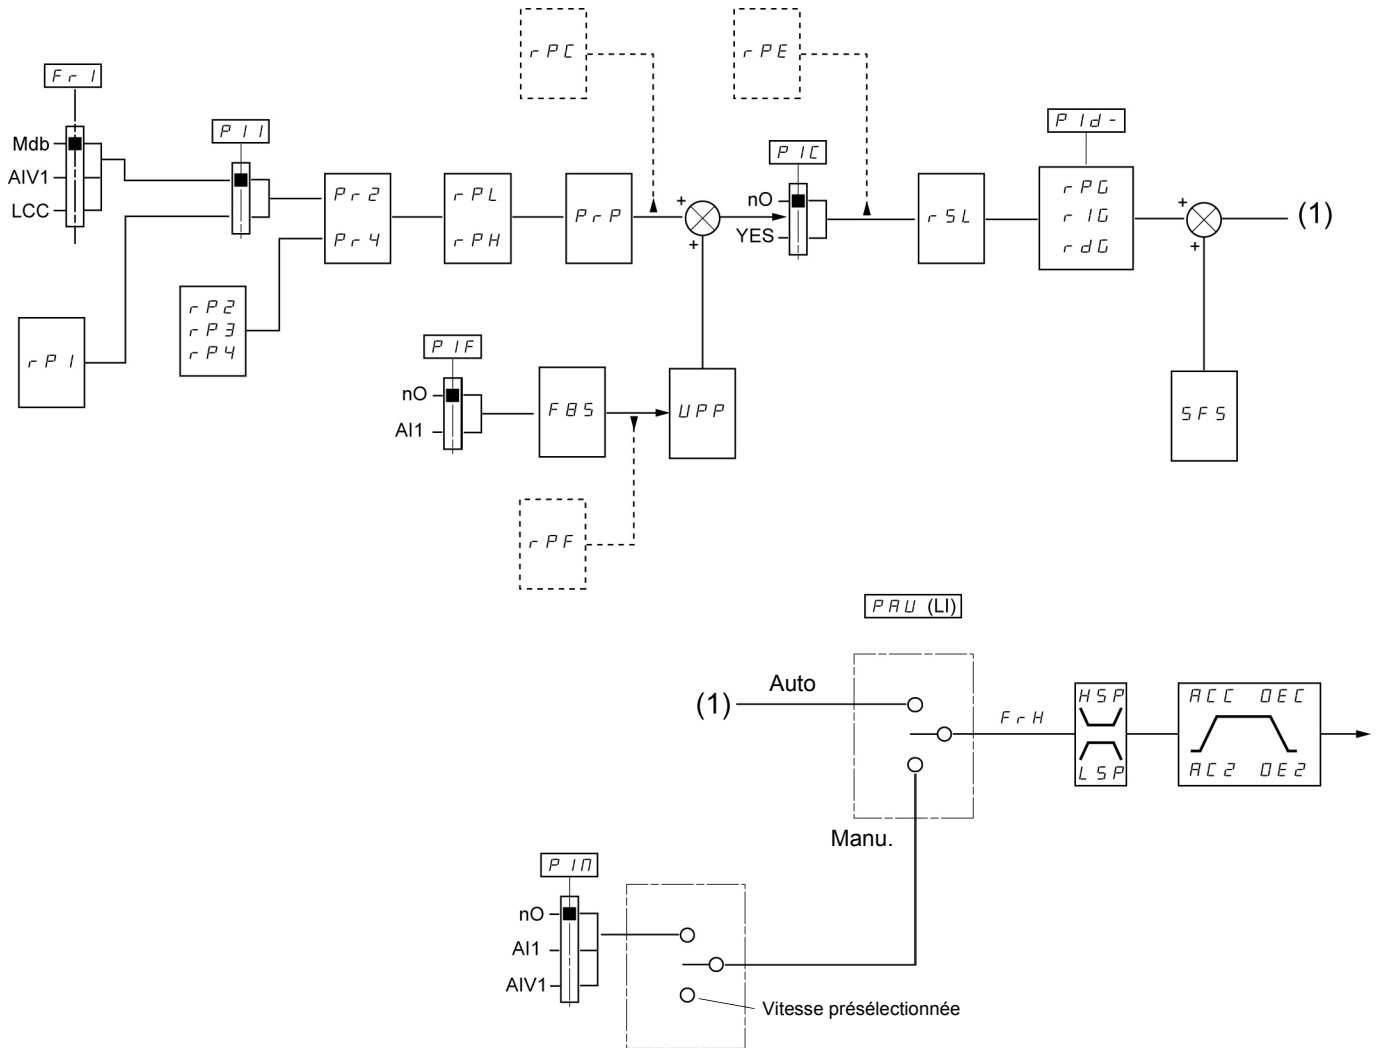 rPC
rPE
Fr1
PII
PIC
PId-
Mdb
AIV1
LCC
nO
YES
Pr2
Pr4
rPL
rPH
PrP
+
+
rSL
rPG
rIG
rdG
+
+
(1)
rP1
rP2
rP3
rP4
PIF
nO
AI1
FBS
UPP
SFS
rPF
PAU (LI)
(1)
Auto
FrH
HSP
LSP
ACC DEC
AC2 DE2
Manu.
PIM
nO
AI1
AIV1
Vitesse présélectionnée